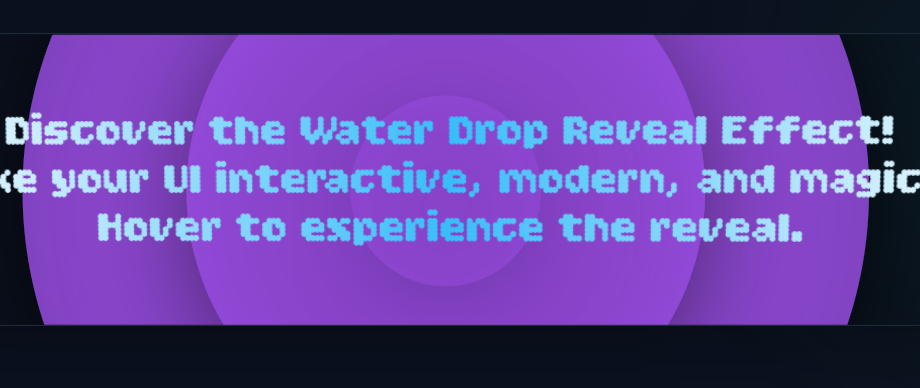 Discover the Water Drop Reveal Effect!
ke your UI interactive, modern, and magic
Hover to experience the reveal.